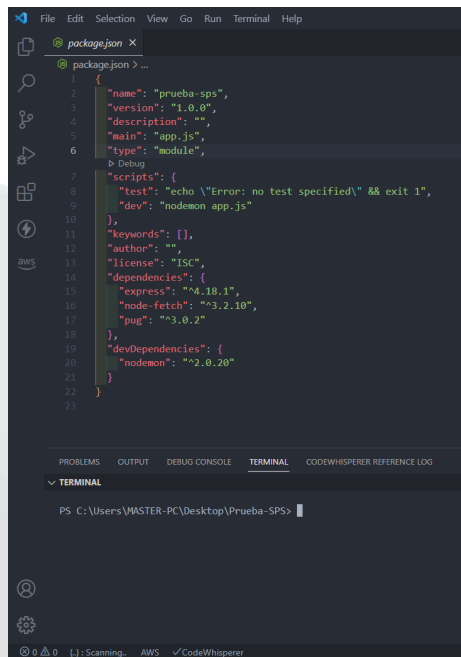 File Edit Selection View Go Run Terminal Help
package.json
package.json > ...
1 {
2 "name": "prueba-sps",
3 "version": "1.0.0",
4 "description": "",
5 "main": "app.js",
6 "type": "module",
Debug
7 "scripts": {
8 "test": "echo \"Error: no test specified\" && exit 1",
9 "dev": "nodemon app.js"
10 },
11 "keywords": [],
12 "author": "",
13 "license": "ISC",
14 "dependencies": {
15 "express": "^4.18.1",
16 "node-fetch": "^3.2.10",
17 "pug": "^3.0.2"
18 },
19 "devDependencies": {
20 "nodemon": "^2.0.20"
21 }
22 }
23
aws
PROBLEMS OUTPUT DEBUG CONSOLE TERMINAL CODEWHISPERER REFERENCE LOG
TERMINAL
PS C:\Users\MASTER-PC\Desktop\Prueba-SPS>
0 0 {..} : Scanning.. AWS CodeWhisperer